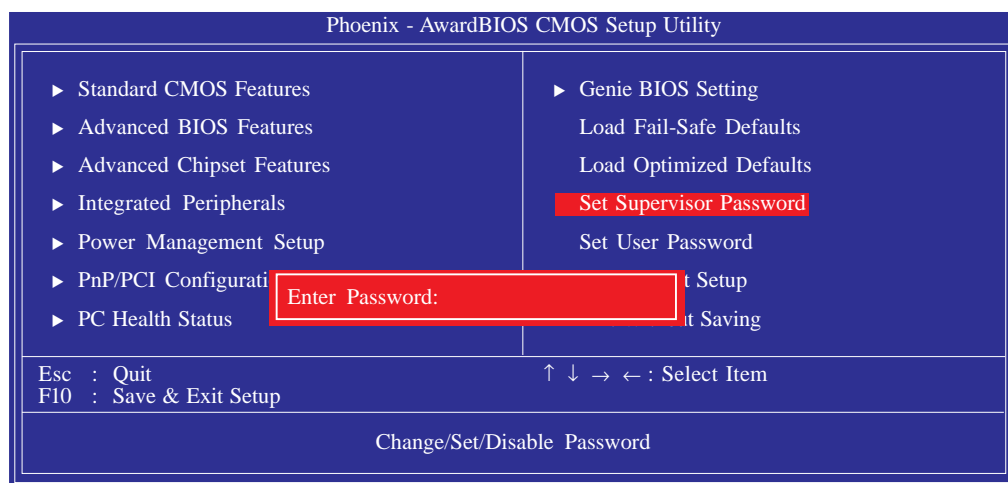 Phoenix - AwardBIOS CMOS Setup Utility
▶ Standard CMOS Features
▶ Advanced BIOS Features
▶ Advanced Chipset Features
▶ Integrated Peripherals
▶ Power Management Setup
▶ PnP/PCI Configurati
▶ PC Health Status
▶ Genie BIOS Setting
Load Fail-Safe Defaults
Load Optimized Defaults
Set Supervisor Password
Set User Password
t Setup
t Saving
Enter Password:
Esc : Quit
F10 : Save & Exit Setup
↑ ↓ → ← : Select Item
Change/Set/Disable Password